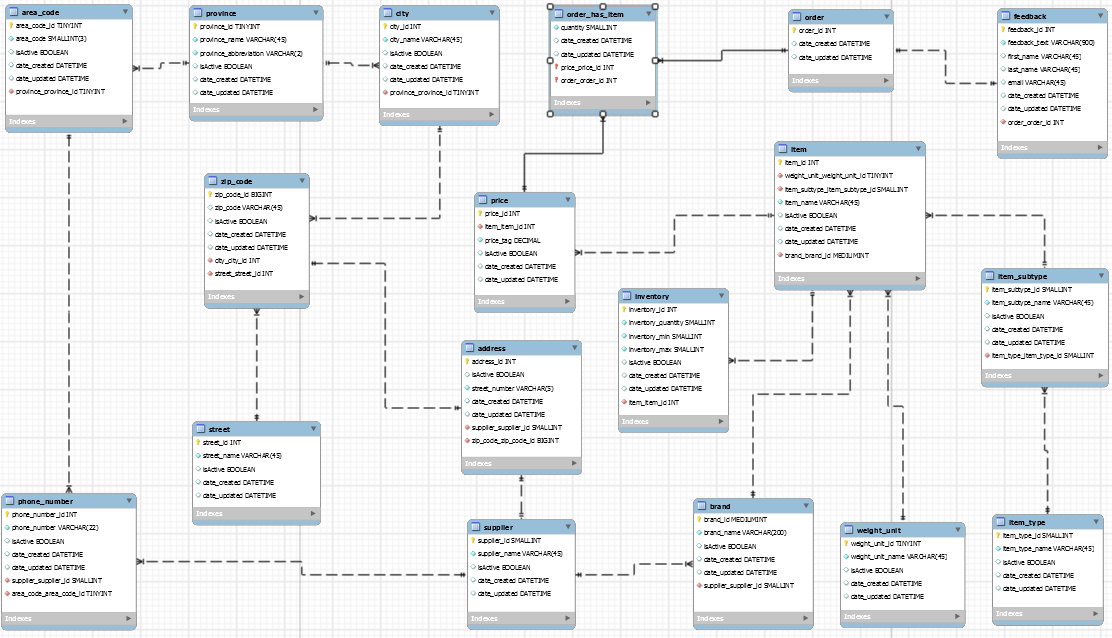 area_code
area_code_id TINYINT
area_code SMALLINT(3)
isActive BOOLEAN
date_created DATETIME
date_updated DATETIME
province_province_id TINYINT
Indexes
province
province_id TINYINT
province_name VARCHAR(45)
province_abbreviation VARCHAR(2)
isActive BOOLEAN
date_created DATETIME
date_updated DATETIME
Indexes
city
city_id INT
city_name VARCHAR(45)
isActive BOOLEAN
date_created DATETIME
date_updated DATETIME
province_province_id TINYINT
Indexes
order_has_item
quantity SMALLINT
date_created DATETIME
date_updated DATETIME
price_price_id INT
order_order_id INT
Indexes
order
order_id INT
date_created DATETIME
date_updated DATETIME
Indexes
feedback
feedback_id INT
feedback_text VARCHAR(900)
first_name VARCHAR(45)
last_name VARCHAR(45)
email VARCHAR(45)
date_created DATETIME
date_updated DATETIME
order_order_id INT
Indexes
zip_code
zip_code_id BIGINT
zip_code VARCHAR(45)
isActive BOOLEAN
date_created DATETIME
date_updated DATETIME
city_city_id INT
street_street_id INT
Indexes
price
price_id INT
item_item_id INT
price_tag DECIMAL
isActive BOOLEAN
date_created DATETIME
date_updated DATETIME
Indexes
item
item_id INT
weight_unit_weight_unit_id TINYINT
item_subtype_item_subtype_id SMALLINT
item_name VARCHAR(45)
isActive BOOLEAN
date_created DATETIME
date_updated DATETIME
brand_brand_id MEDIUMINT
Indexes
item_subtype
item_subtype_id SMALLINT
item_subtype_name VARCHAR(45)
isActive BOOLEAN
date_created DATETIME
date_updated DATETIME
item_type_item_type_id SMALLINT
Indexes
inventory
inventory_id INT
inventory_quantity SMALLINT
inventory_min SMALLINT
inventory_max SMALLINT
isActive BOOLEAN
date_created DATETIME
date_updated DATETIME
item_item_id INT
Indexes
address
address_id INT
isActive BOOLEAN
street_number VARCHAR(5)
date_created DATETIME
date_updated DATETIME
supplier_supplier_id SMALLINT
zip_code_zip_code_id BIGINT
Indexes
street
street_id INT
street_name VARCHAR(45)
isActive BOOLEAN
date_created DATETIME
date_updated DATETIME
Indexes
phone_number
phone_number_id INT
phone_number VARCHAR(22)
isActive BOOLEAN
date_created DATETIME
date_updated DATETIME
supplier_supplier_id SMALLINT
area_code_area_code_id TINYINT
Indexes
supplier
supplier_id SMALLINT
supplier_name VARCHAR(45)
isActive BOOLEAN
date_created DATETIME
date_updated DATETIME
Indexes
brand
brand_id MEDIUMINT
brand_name VARCHAR(200)
isActive BOOLEAN
date_created DATETIME
date_updated DATETIME
supplier_supplier_id SMALLINT
Indexes
weight_unit
weight_unit_id TINYINT
weight_unit_name VARCHAR(45)
isActive BOOLEAN
date_created DATETIME
date_updated DATETIME
Indexes
item_type
item_type_id SMALLINT
item_type_name VARCHAR(45)
isActive BOOLEAN
date_created DATETIME
date_updated DATETIME
Indexes